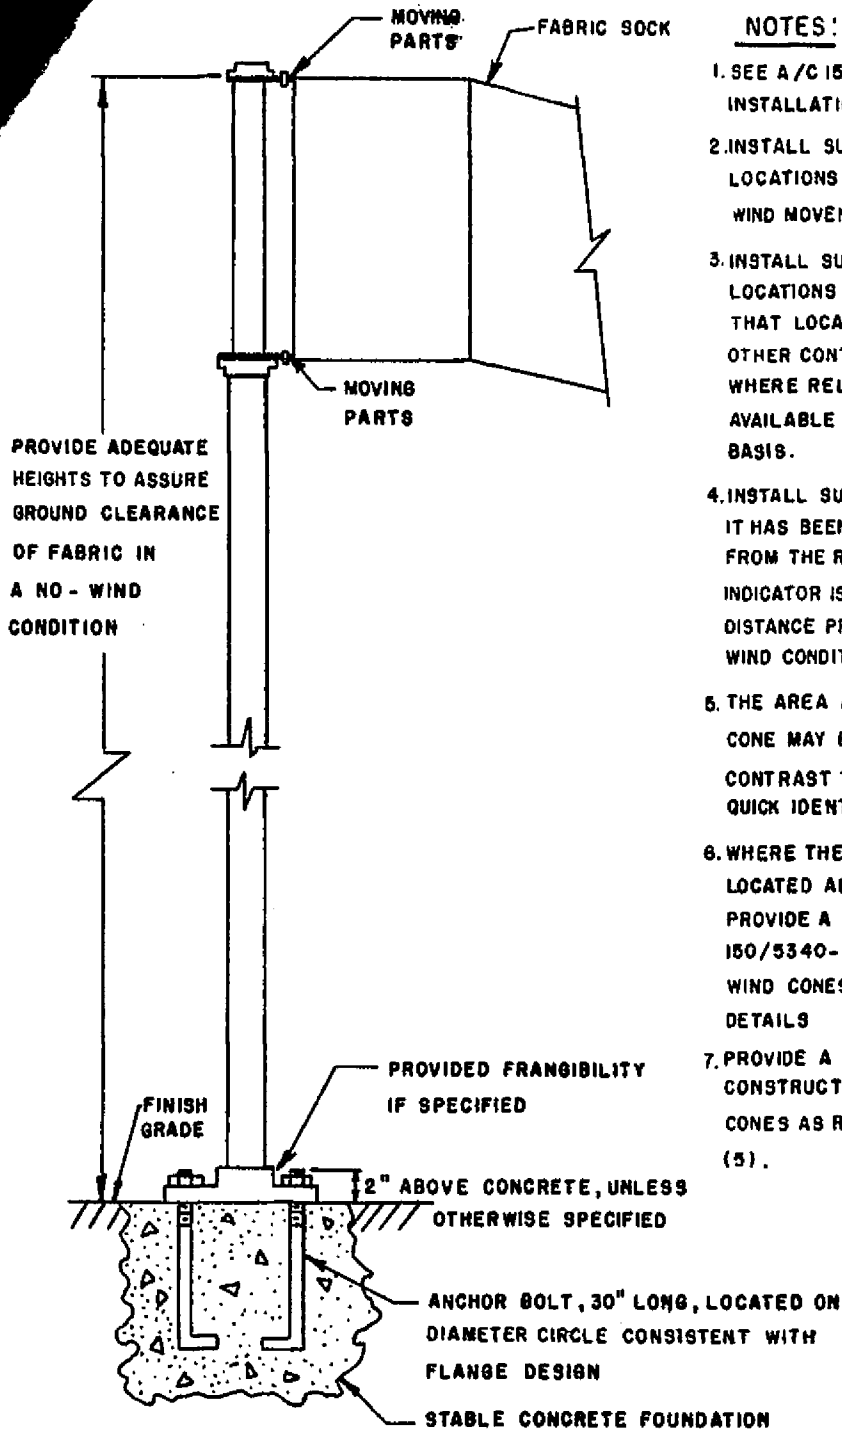 MOVING
PARTS
FABRIC SOCK
MOVING
PARTS
PROVIDE ADEQUATE
HEIGHTS TO ASSURE
GROUND CLEARANCE
OF FABRIC IN
A NO - WIND
CONDITION
PROVIDED FRANGIBILITY
IF SPECIFIED
FINISH
GRADE
2" ABOVE CONCRETE, UNLESS
OTHERWISE SPECIFIED
ANCHOR BOLT, 30" LONG, LOCATED ON
DIAMETER CIRCLE CONSISTENT WITH
FLANGE DESIGN
STABLE CONCRETE FOUNDATION
NOTES:
1. SEE A/C 15
INSTALLATI
2. INSTALL SU
LOCATIONS
WIND MOVE
3. INSTALL SU
LOCATIONS
THAT LOCA
OTHER CONT
WHERE REL
AVAILABLE
BASIS.
4. INSTALL SU
IT HAS BEEN
FROM THE R
INDICATOR IS
DISTANCE P
WIND CONDIT
5. THE AREA
CONE MAY
CONTRAST
QUICK IDENT
6. WHERE THE
LOCATED A
PROVIDE A
150/5340-
WIND CONES
DETAILS
7. PROVIDE A
CONSTRUCT
CONES AS R
(5).